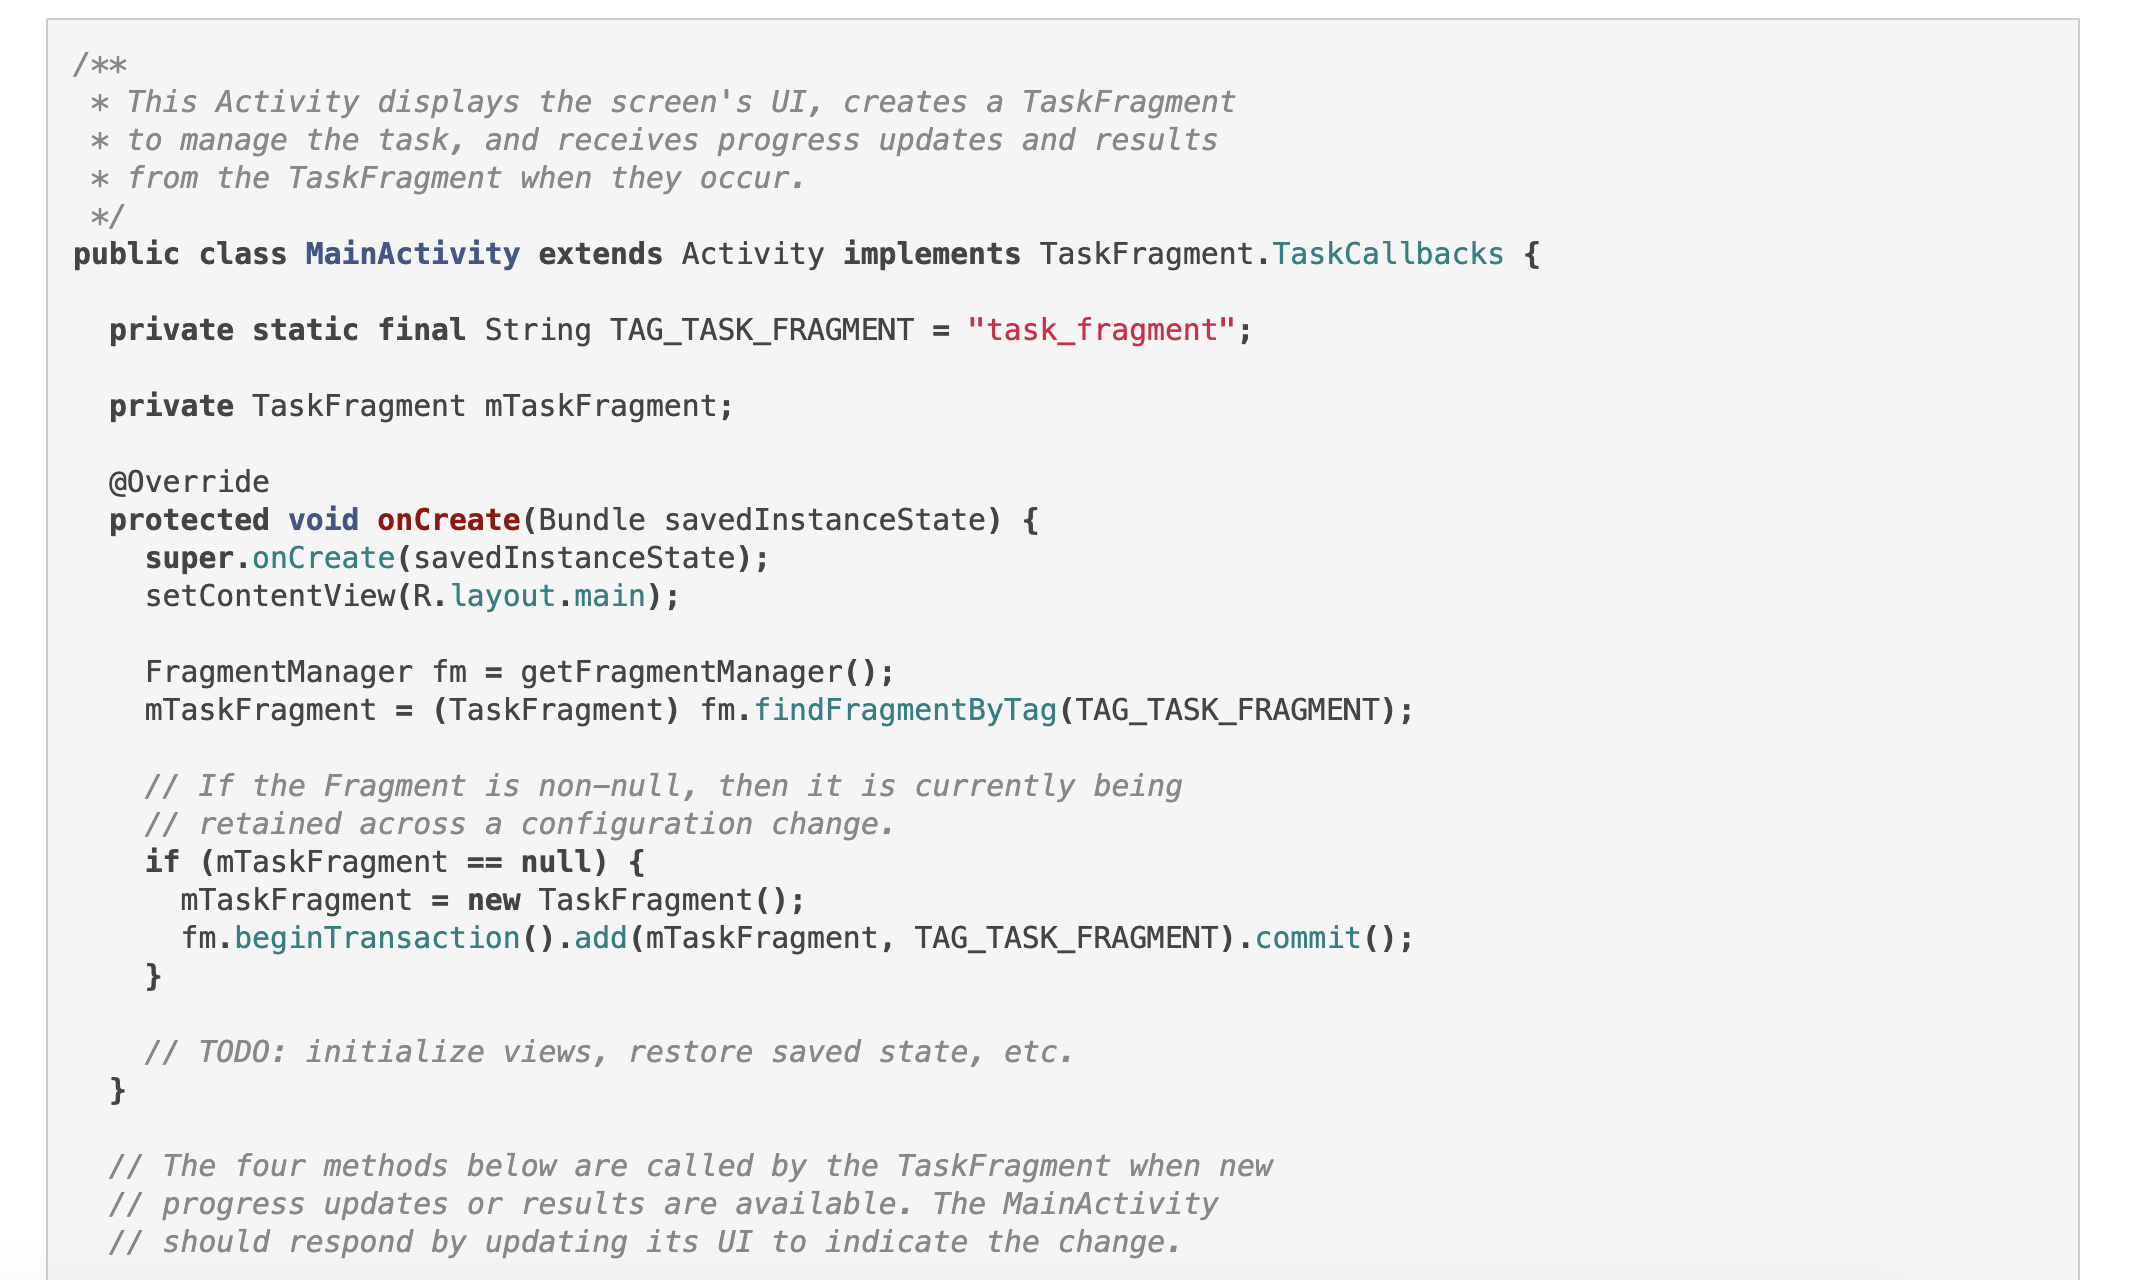 /**
 * This Activity displays the screen's UI, creates a TaskFragment
 * to manage the task, and receives progress updates and results
 * from the TaskFragment when they occur.
 */
public class MainActivity extends Activity implements TaskFragment.TaskCallbacks {

  private static final String TAG_TASK_FRAGMENT = "task_fragment";

  private TaskFragment mTaskFragment;

  @Override
  protected void onCreate(Bundle savedInstanceState) {
    super.onCreate(savedInstanceState);
    setContentView(R.layout.main);

    FragmentManager fm = getFragmentManager();
    mTaskFragment = (TaskFragment) fm.findFragmentByTag(TAG_TASK_FRAGMENT);

    // If the Fragment is non-null, then it is currently being
    // retained across a configuration change.
    if (mTaskFragment == null) {
      mTaskFragment = new TaskFragment();
      fm.beginTransaction().add(mTaskFragment, TAG_TASK_FRAGMENT).commit();
    }

    // TODO: initialize views, restore saved state, etc.
  }

  // The four methods below are called by the TaskFragment when new
  // progress updates or results are available. The MainActivity
  // should respond by updating its UI to indicate the change.